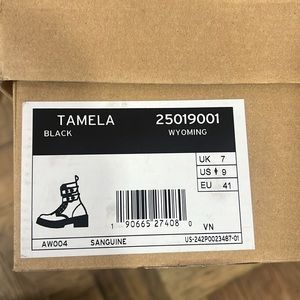 TAMELA 25019001
BLACK WYOMING
UK 7
US 9
EU 41
1 90665 27408 0 VN
AW004 SANGUINE US-242P0023487-01